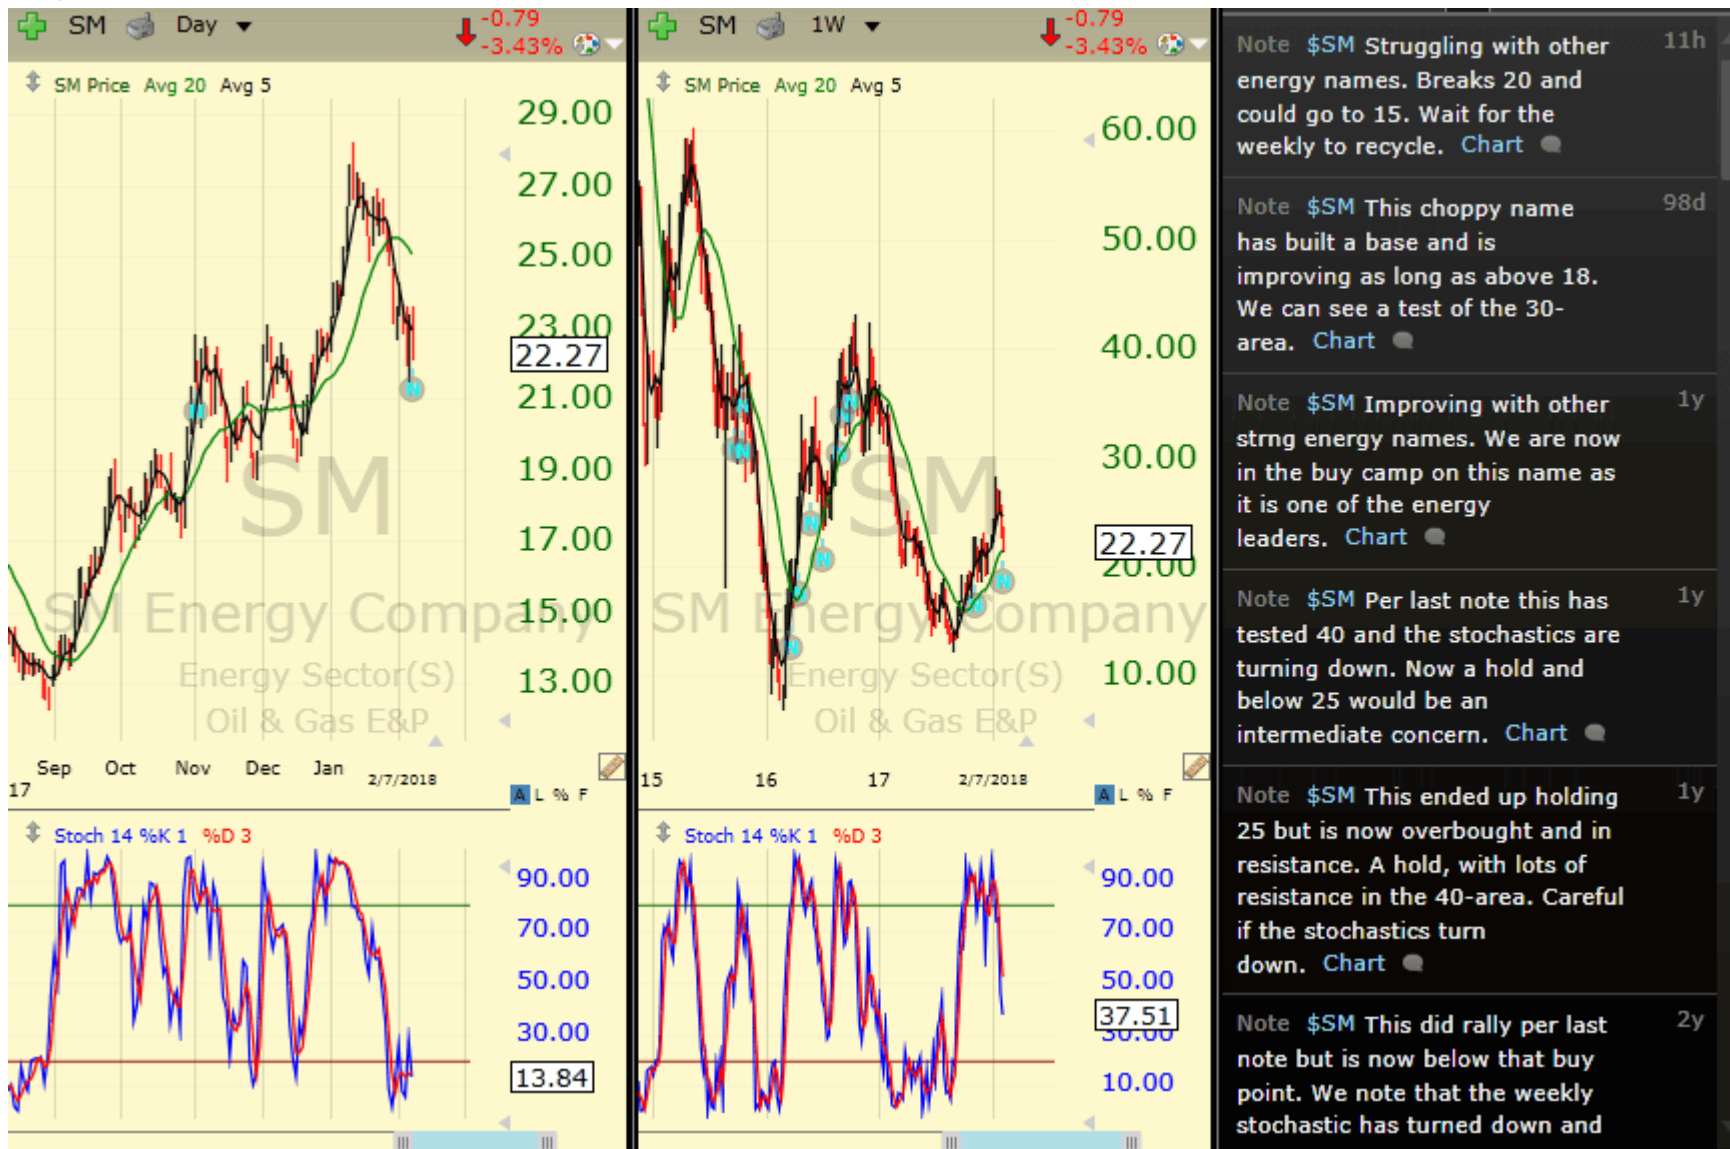 SM Day -0.79
-3.43%
SM Price Avg 20 Avg 5
29.00
27.00
25.00
23.00
22.27
21.00
19.00
17.00
15.00
13.00
SM
SM Energy Company
Energy Sector(S)
Oil & Gas E&P
N
N
Sep Oct Nov Dec Jan 2/7/2018
17
A L % F
Stoch 14 %K 1 %D 3
90.00
70.00
50.00
30.00
13.84
SM 1W -0.79
-3.43%
SM Price Avg 20 Avg 5
60.00
50.00
40.00
30.00
22.27
20.00
10.00
SM
SM Energy Company
Energy Sector(S)
Oil & Gas E&P
N
N
N
N
N
N
N
N
N
N
N
15 16 17 2/7/2018
A L % F
Stoch 14 %K 1 %D 3
90.00
70.00
50.00
37.51
30.00
10.00
Note $SM Struggling with other 11h
energy names. Breaks 20 and
could go to 15. Wait for the
weekly to recycle. Chart
Note $SM This choppy name 98d
has built a base and is
improving as long as above 18.
We can see a test of the 30-
area. Chart
Note $SM Improving with other 1y
strng energy names. We are now
in the buy camp on this name as
it is one of the energy
leaders. Chart
Note $SM Per last note this has 1y
tested 40 and the stochastics are
turning down. Now a hold and
below 25 would be an
intermediate concern. Chart
Note $SM This ended up holding 1y
25 but is now overbought and in
resistance. A hold, with lots of
resistance in the 40-area. Careful
if the stochastics turn
down. Chart
Note $SM This did rally per last 2y
note but is now below that buy
point. We note that the weekly
stochastic has turned down and